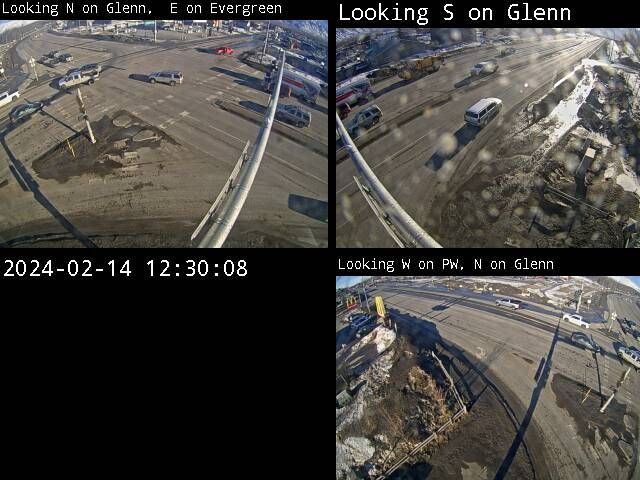 Looking N on Glenn,  E on Evergreen
Looking S on Glenn
2024-02-14 12:30:08
Looking W on PW, N on Glenn